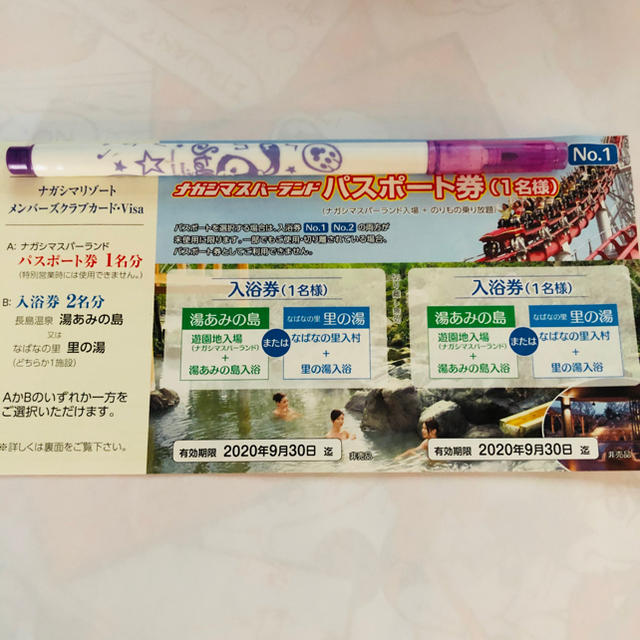 No.1
ナガシマリゾート
メンバーズクラブカード・Visa
A: ナガシマスパーランド
パスポート券 1名分
(特別営業時には使用できません。)
B: 入浴券 2名分
長島温泉 湯あみの島
又は
なばなの里 里の湯
(どちらか1施設)
AかBのいずれか一方を
ご選択いただけます。
※詳しくは裏面をご覧下さい。
ナガシマスパーランド パスポート券(1名様)
(ナガシマスパーランド入場 + のりもの乗り放題)
パスポートを選択する場合は、入浴券 No.1 No.2 の両方が
未使用に限ります。一部でもご使用・切り離されている場合、
パスポート券としてご利用できません。
入浴券(1名様)
湯あみの島
遊園地入場
(ナガシマスパーランド)
+
湯あみの島入浴
または
なばなの里 里の湯
なばなの里入村
+
里の湯入浴
有効期限 2020年9月30日 迄
非売品
入浴券(1名様)
湯あみの島
遊園地入場
(ナガシマスパーランド)
+
湯あみの島入浴
または
なばなの里 里の湯
なばなの里入村
+
里の湯入浴
有効期限 2020年9月30日 迄
非売品